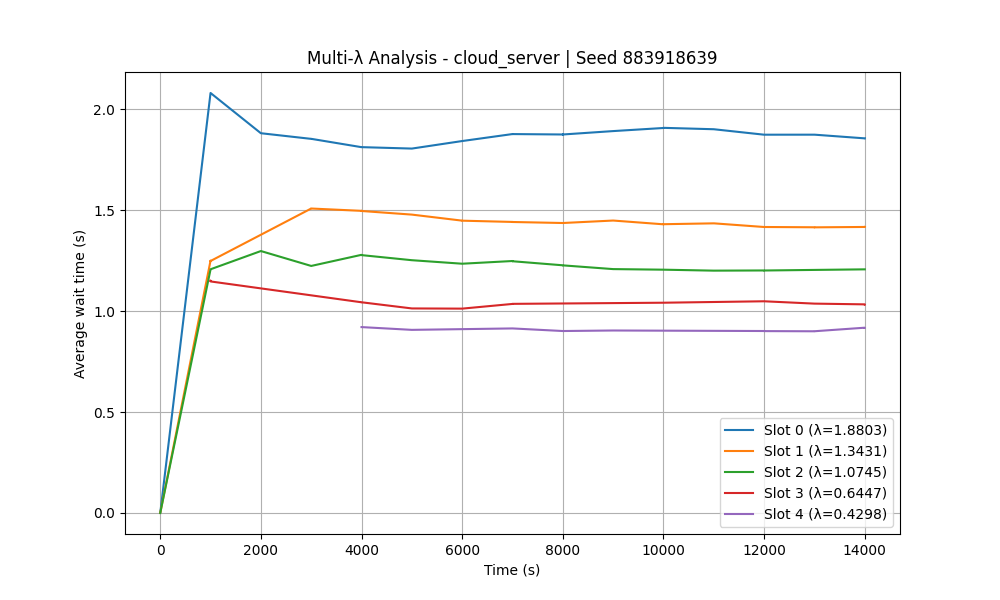 Multi-λ Analysis - cloud_server | Seed 883918639
Average wait time (s)
2.0
1.5
1.0
0.5
0.0
Slot 0 (λ=1.8803)
Slot 1 (λ=1.3431)
Slot 2 (λ=1.0745)
Slot 3 (λ=0.6447)
Slot 4 (λ=0.4298)
0 2000 4000 6000 8000 10000 12000 14000
Time (s)